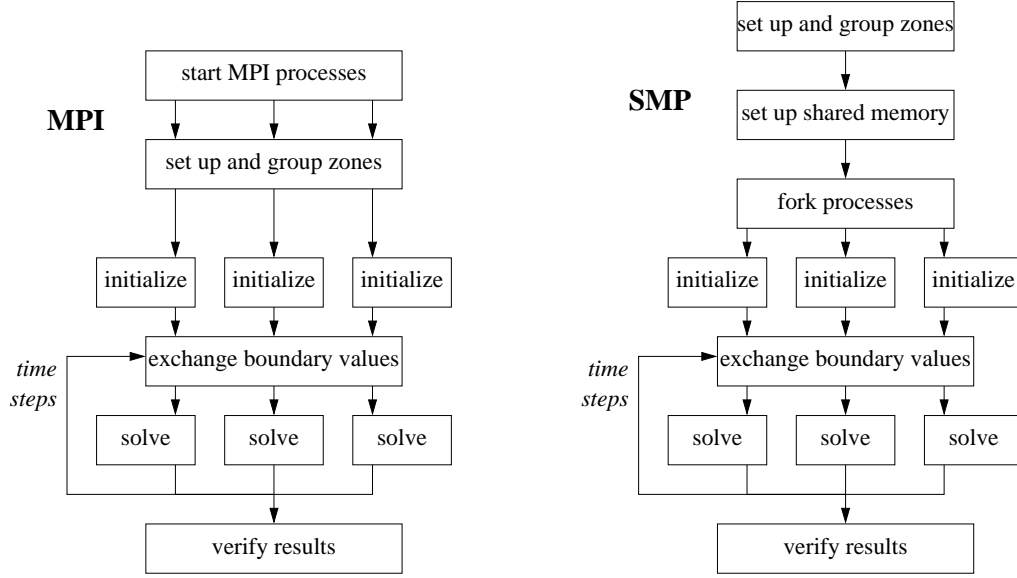 MPI
start MPI processes
set up and group zones
initialize initialize initialize
exchange boundary values
time
steps
solve solve solve
verify results
SMP
set up and group zones
set up shared memory
fork processes
initialize initialize initialize
exchange boundary values
time
steps
solve solve solve
verify results